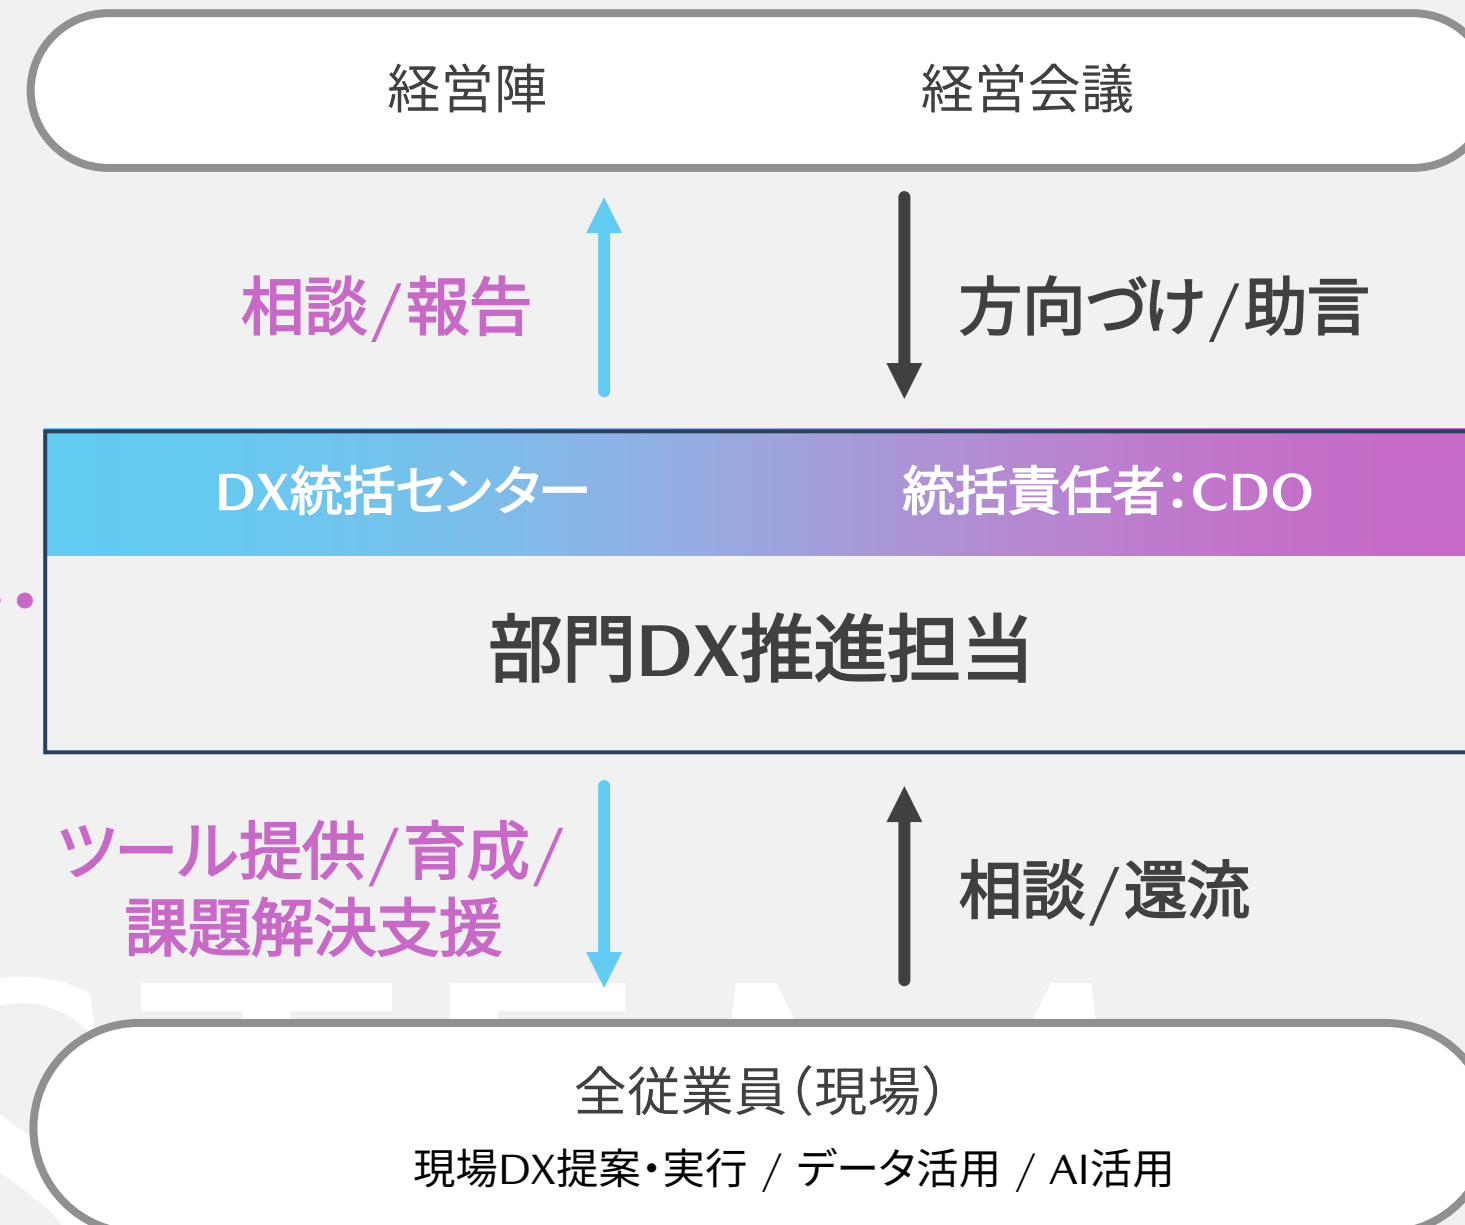 経営陣 経営会議
相談/報告 方向づけ/助言
DX統括センター 統括責任者：CDO
部門DX推進担当
ツール提供/育成/
課題解決支援
相談/還流
全従業員（現場）
現場DX提案・実行 / データ活用 / AI活用